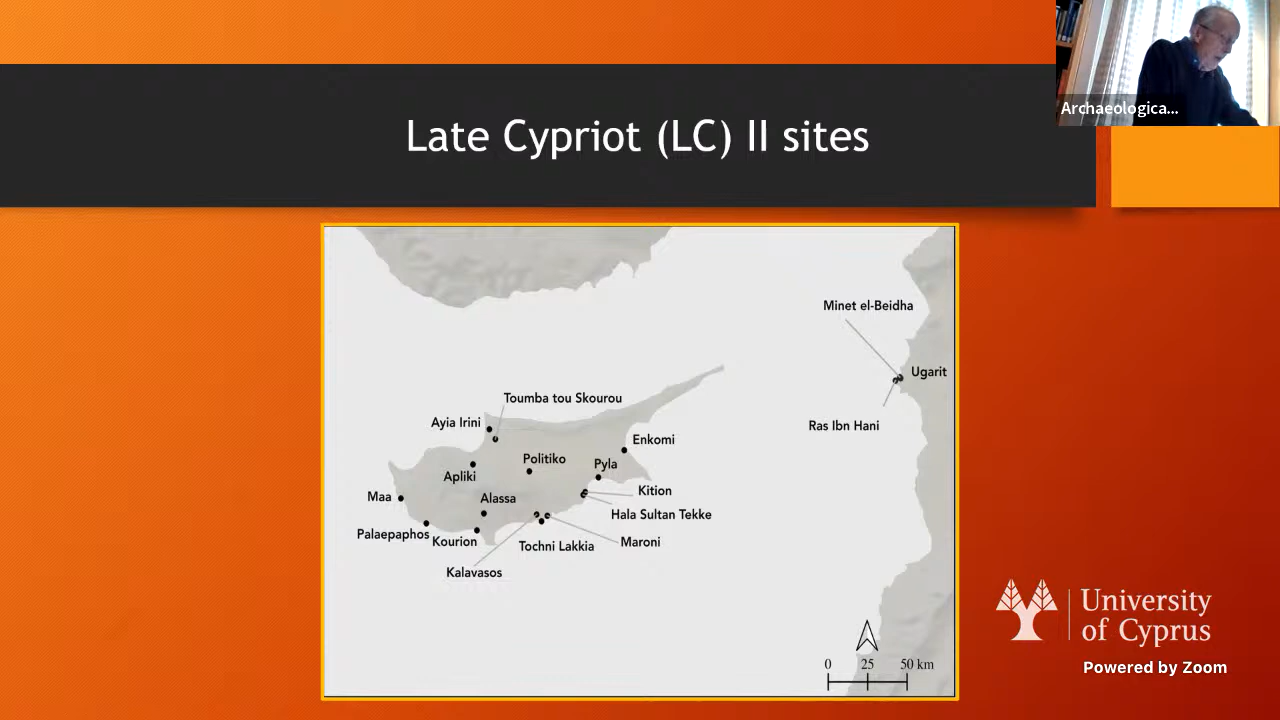 Archaeologica...
Late Cypriot (LC) II sites
Minet el-Beidha
Ugarit
Toumba tou Skourou
Ayia Irini
Ras Ibn Hani
Enkomi
Politiko
Pyla
Apliki
Kition
Maa
Alassa
Hala Sultan Tekke
Palaepaphos
Kourion
Tochni Lakkia
Maroni
Kalavasos
University
of Cyprus
0 25 50 km
Powered by Zoom